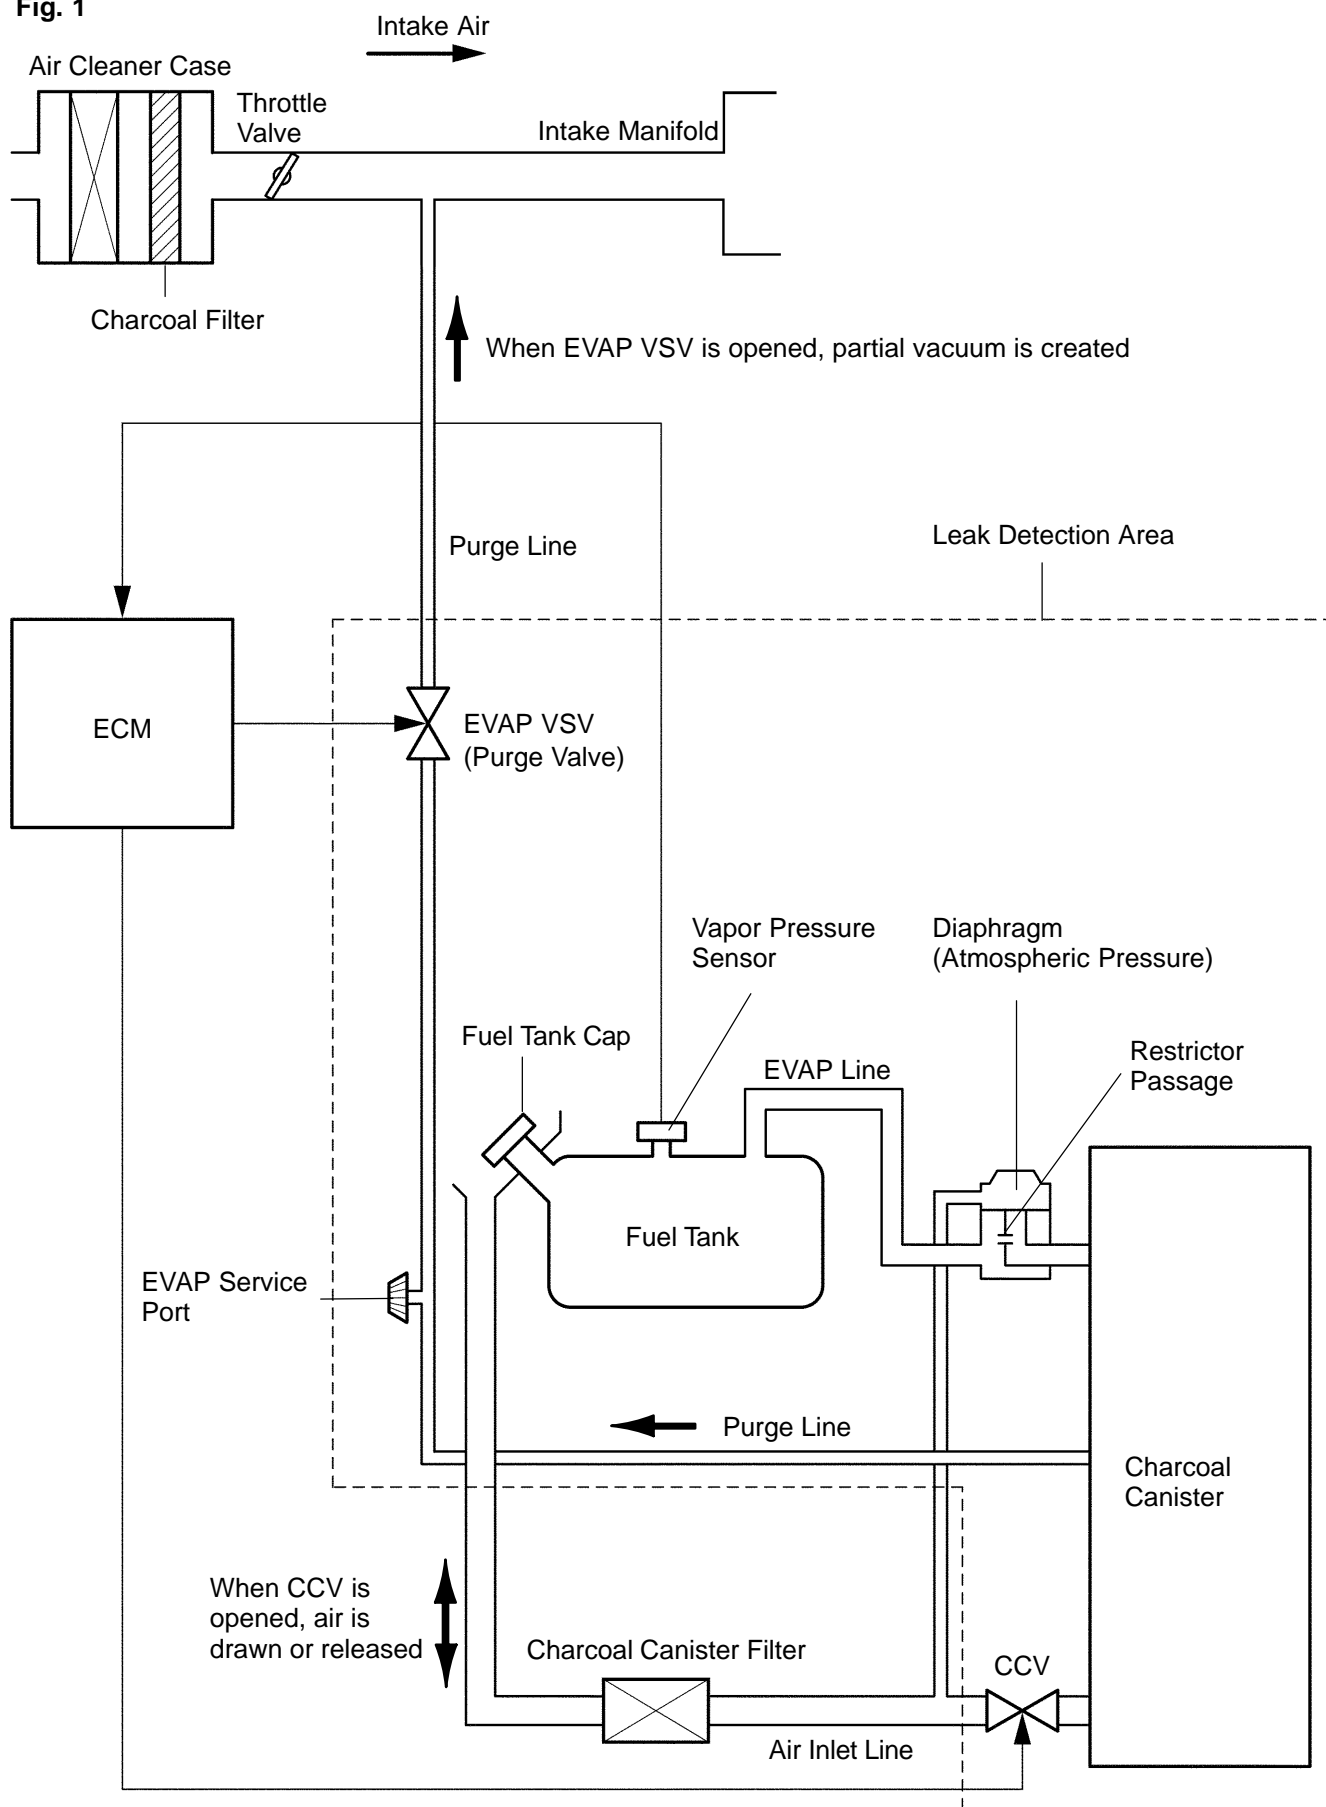 Fig. 1
Intake Air
Air Cleaner Case
Throttle
Valve
Intake Manifold
Charcoal Filter
When EVAP VSV is opened, partial vacuum is created
Purge Line
Leak Detection Area
ECM
EVAP VSV
(Purge Valve)
Vapor Pressure
Sensor
Diaphragm
(Atmospheric Pressure)
Fuel Tank Cap
Restrictor
Passage
EVAP Line
Fuel Tank
EVAP Service
Port
Purge Line
Charcoal
Canister
When CCV is
opened, air is
drawn or released
Charcoal Canister Filter
CCV
Air Inlet Line